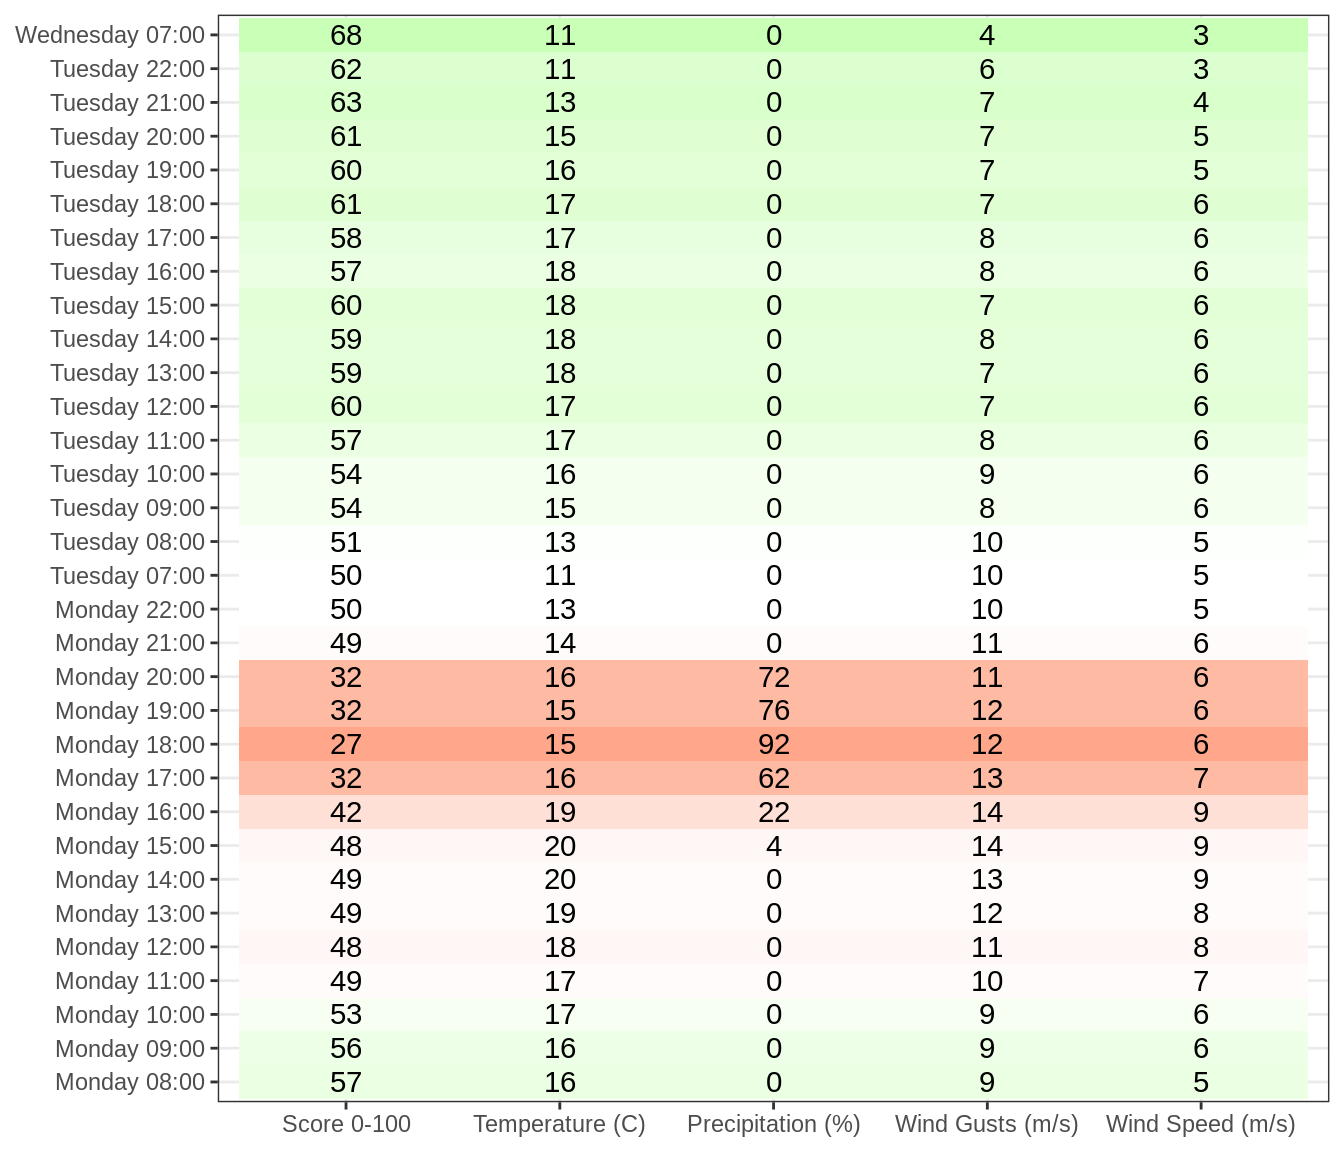 Wednesday 07:00 68 11 0 4 3
Tuesday 22:00 62 11 0 6 3
Tuesday 21:00 63 13 0 7 4
Tuesday 20:00 61 15 0 7 5
Tuesday 19:00 60 16 0 7 5
Tuesday 18:00 61 17 0 7 6
Tuesday 17:00 58 17 0 8 6
Tuesday 16:00 57 18 0 8 6
Tuesday 15:00 60 18 0 7 6
Tuesday 14:00 59 18 0 8 6
Tuesday 13:00 59 18 0 7 6
Tuesday 12:00 60 17 0 7 6
Tuesday 11:00 57 17 0 8 6
Tuesday 10:00 54 16 0 9 6
Tuesday 09:00 54 15 0 8 6
Tuesday 08:00 51 13 0 10 5
Tuesday 07:00 50 11 0 10 5
Monday 22:00 50 13 0 10 5
Monday 21:00 49 14 0 11 6
Monday 20:00 32 16 72 11 6
Monday 19:00 32 15 76 12 6
Monday 18:00 27 15 92 12 6
Monday 17:00 32 16 62 13 7
Monday 16:00 42 19 22 14 9
Monday 15:00 48 20 4 14 9
Monday 14:00 49 20 0 13 9
Monday 13:00 49 19 0 12 8
Monday 12:00 48 18 0 11 8
Monday 11:00 49 17 0 10 7
Monday 10:00 53 17 0 9 6
Monday 09:00 56 16 0 9 6
Monday 08:00 57 16 0 9 5
Score 0-100 Temperature (C) Precipitation (%) Wind Gusts (m/s) Wind Speed (m/s)